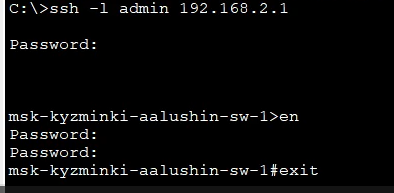 C:\>ssh -l admin 192.168.2.1
Password:
msk-kyzminki-aalushin-sw-1>en
Password:
Password:
msk-kyzminki-aalushin-sw-1#exit